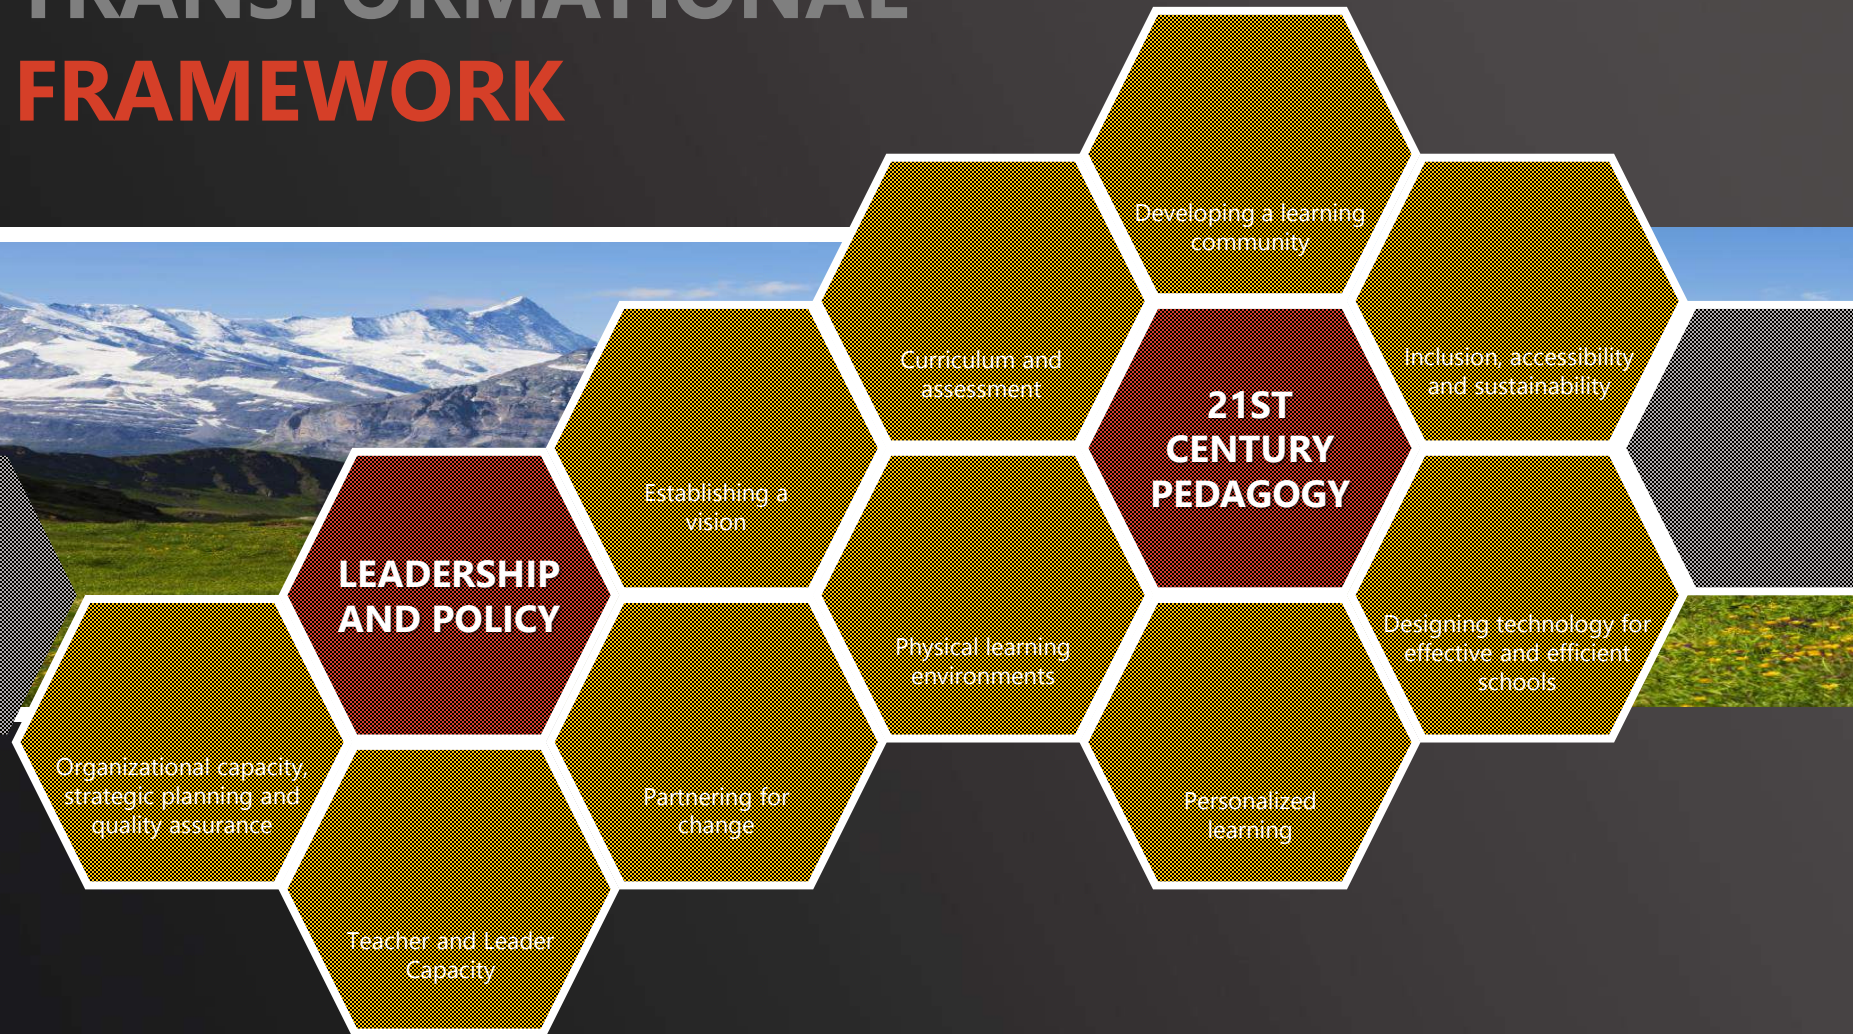 TRANSFORMATIONAL
FRAMEWORK
Developing a learning
community
Curriculum and
assessment
Inclusion, accessibility
and sustainability
21ST
CENTURY
PEDAGOGY
Establishing a
vision
LEADERSHIP
AND POLICY
Physical learning
environments
Designing technology for
effective and efficient
schools
Organizational capacity,
strategic planning and
quality assurance
Partnering for
change
Personalized
learning
Teacher and Leader
Capacity